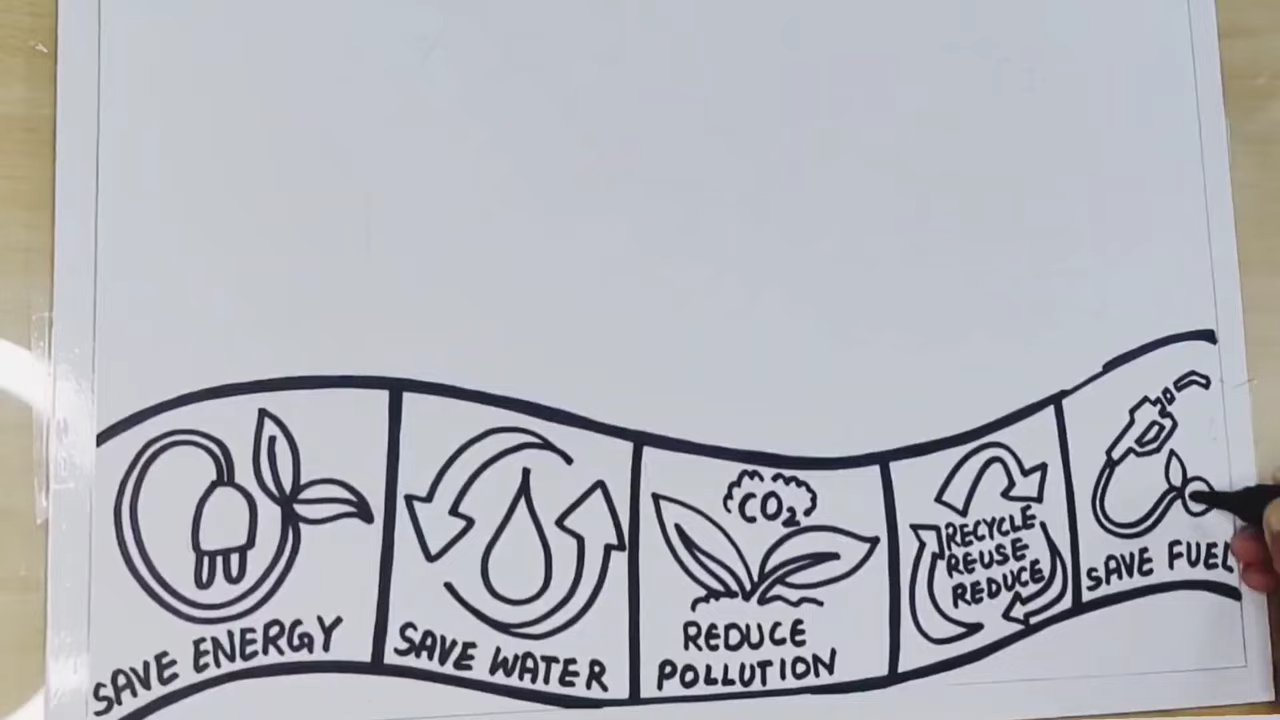 SAVE ENERGY
SAVE WATER
CO2
REDUCE
POLLUTION
RECYCLE
REUSE
REDUCE
SAVE FUEL